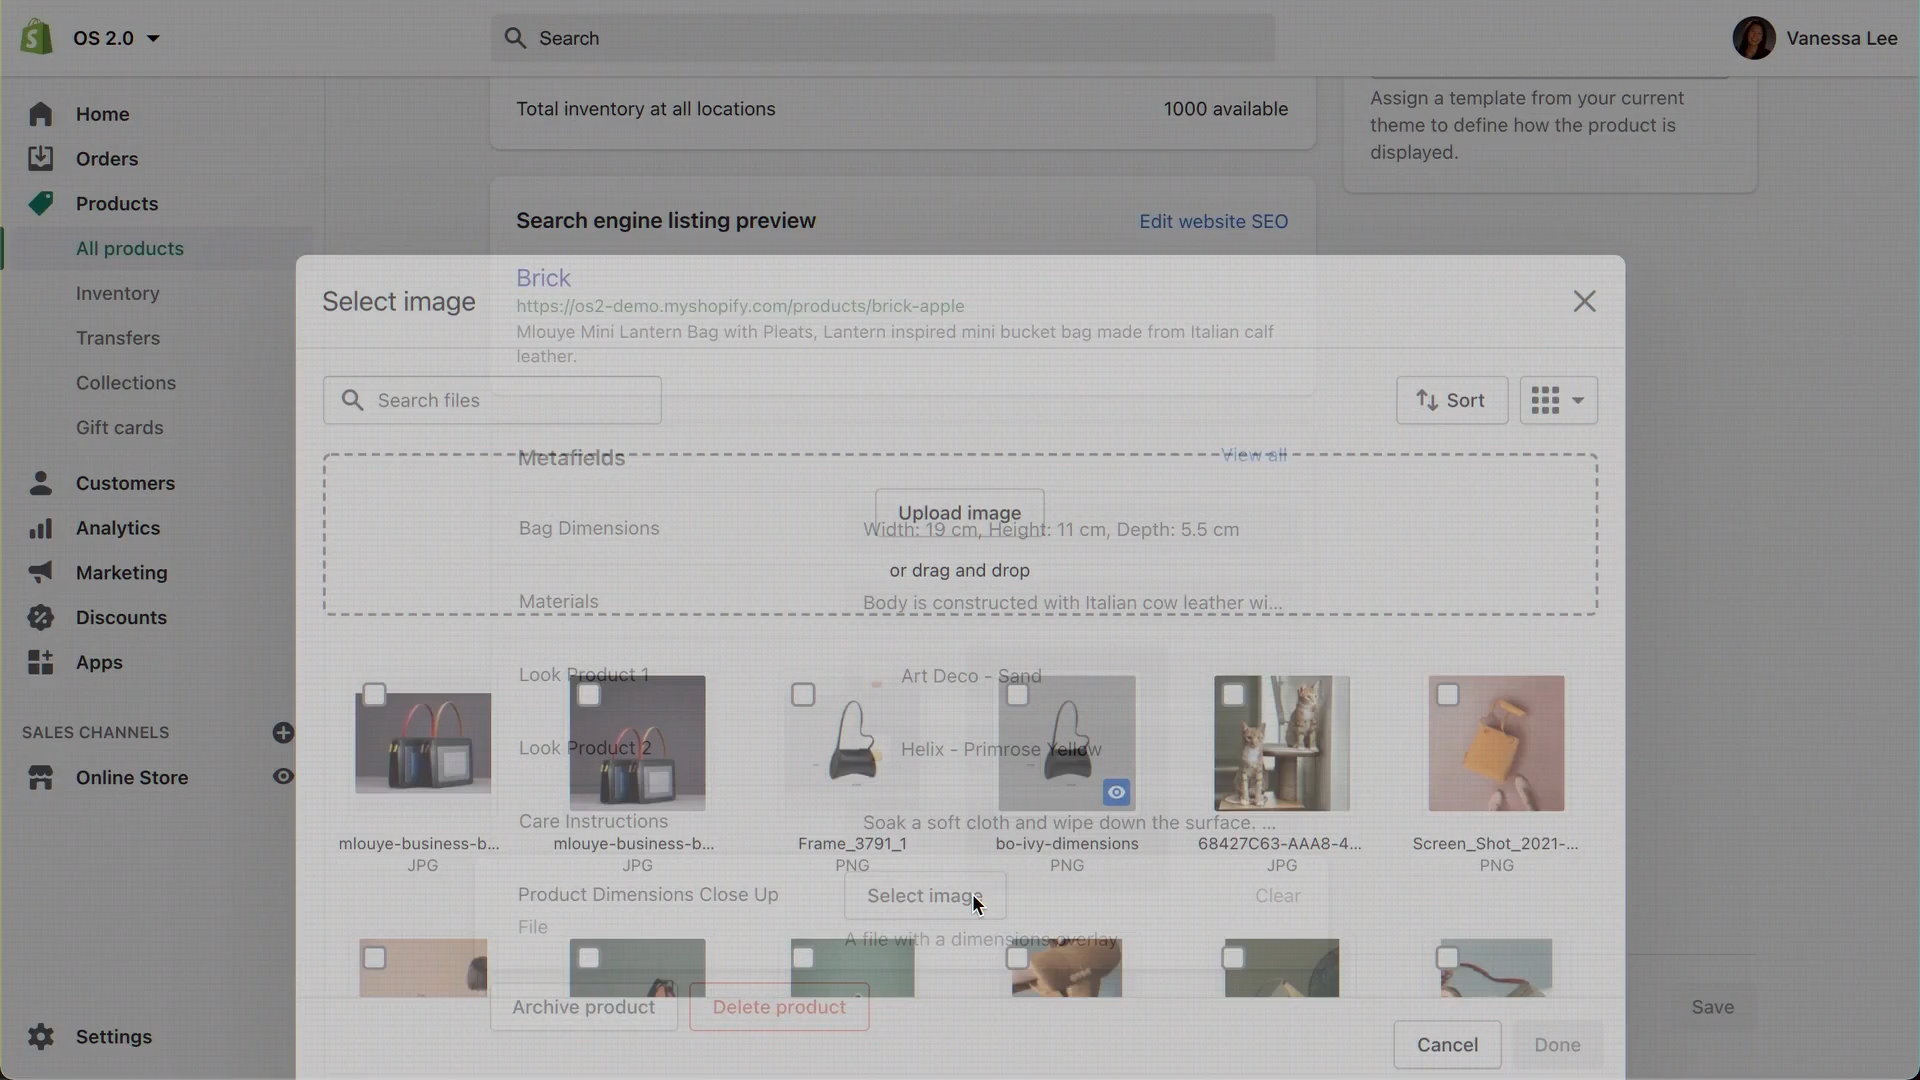 OS 2.0
Search
Vanessa Lee
Home
Orders
Products
All products
Inventory
Transfers
Collections
Gift cards
Customers
Analytics
Marketing
Discounts
Apps
SALES CHANNELS
Online Store
Settings
Total inventory at all locations
1000 available
Assign a template from your current
theme to define how the product is
displayed.
Search engine listing preview
Edit website SEO
Select image
Brick
https://os2-demo.myshopify.com/products/brick-apple
Mlouye Mini Lantern Bag with Pleats, Lantern inspired mini bucket bag made from Italian calf
leather.
Search files
Sort
Metafields
View all
Upload image
Bag Dimensions
Width: 19 cm, Height: 11 cm, Depth: 5.5 cm
or drag and drop
Materials
Body is constructed with Italian cow leather wi...
Look Product 1
Art Deco - Sand
Look Product 2
Helix - Primrose Yellow
Care Instructions
Soak a soft cloth and wipe down the surface. ...
mlouye-business-b...
JPG
mlouye-business-b...
JPG
Frame_3791_1
PNG
bo-ivy-dimensions
PNG
68427C63-AAA8-4...
JPG
Screen_Shot_2021-...
PNG
Product Dimensions Close Up
File
Select image
Clear
A file with a dimensions overlay
Archive product
Delete product
Save
Cancel
Done